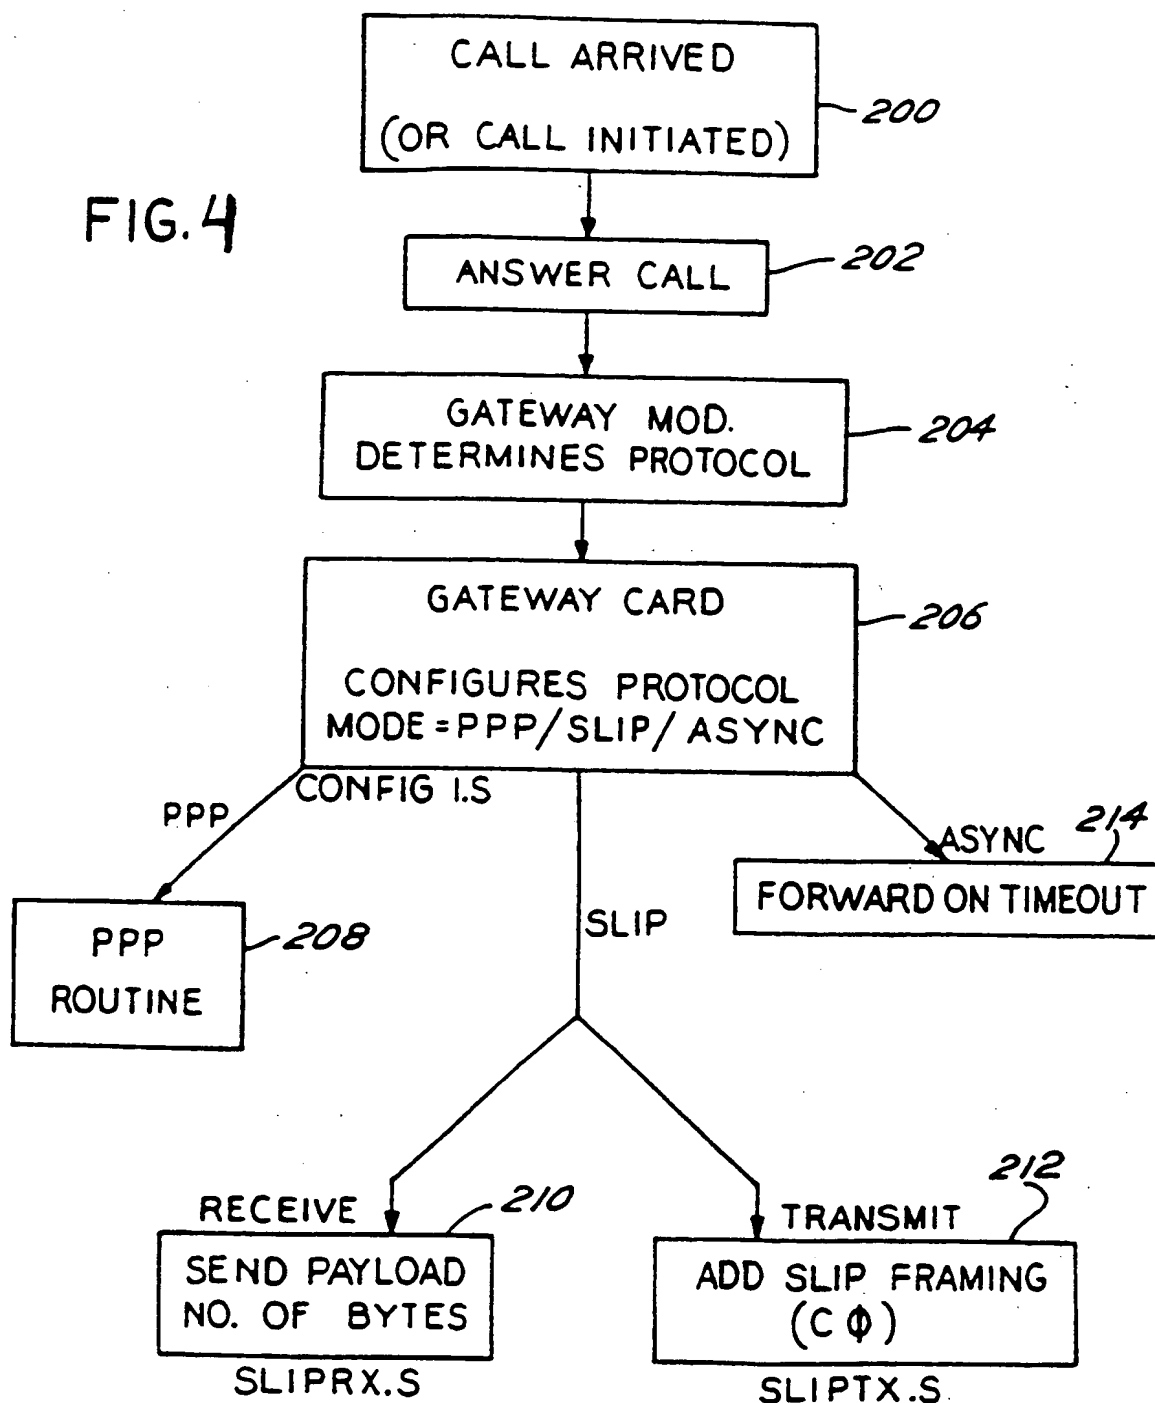 CALL ARRIVED
(OR CALL INITIATED)
200
FIG. 4
ANSWER CALL
202
GATEWAY MOD.
DETERMINES PROTOCOL
204
GATEWAY CARD
CONFIGURES PROTOCOL
MODE = PPP/SLIP/ASYNC
206
CONFIG 1.S
PPP
SLIP
ASYNC
214
FORWARD ON TIMEOUT
PPP
ROUTINE
208
RECEIVE
210
SEND PAYLOAD
NO. OF BYTES
SLIPRX.S
TRANSMIT
212
ADD SLIP FRAMING
(CΦ)
SLIPTX.S